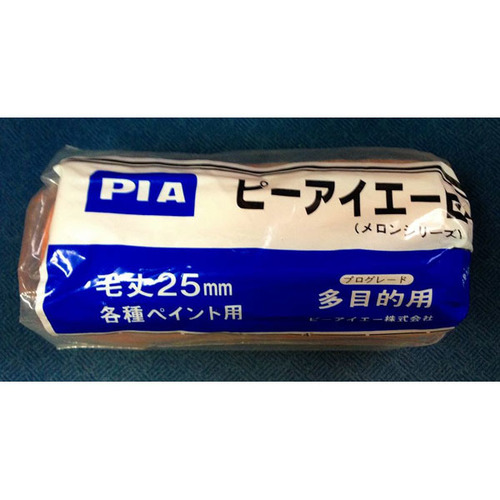 PIA
ピーアイエー
(メロンシリーズ)
毛丈25mm
各種ペイント用
プログレード
多目的用
ピーアイエー株式会社